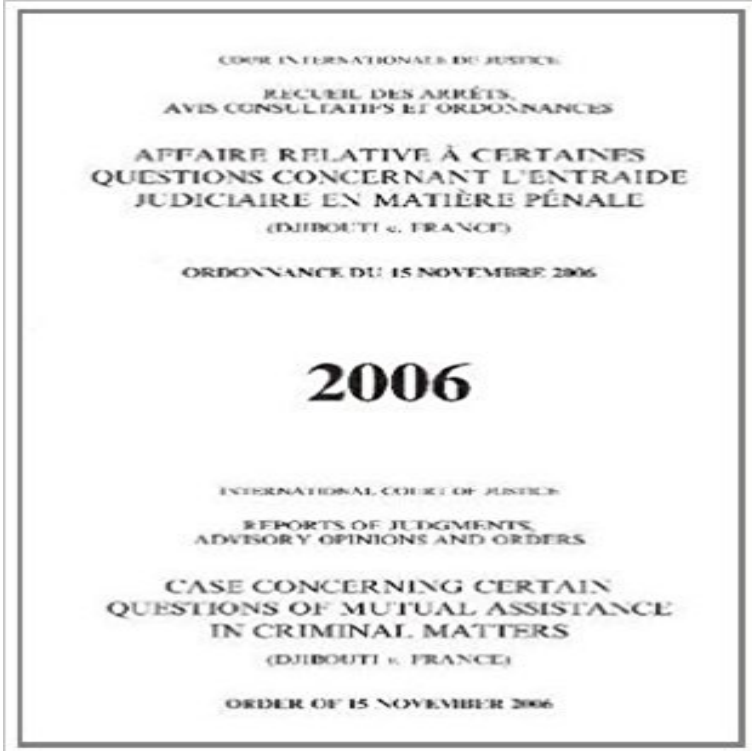 COUR INTERNATIONALE DE JUSTICE
RECUEIL DES ARRÊTS,
AVIS CONSULTATIFS ET ORDONNANCES
AFFAIRE RELATIVE À CERTAINES
QUESTIONS CONCERNANT L'ENTRAIDE
JUDICIAIRE EN MATIÈRE PÉNALE
(DJIBOUTI c. FRANCE)
ORDONNANCE DU 15 NOVEMBRE 2006
2006
INTERNATIONAL COURT OF JUSTICE
REPORTS OF JUDGMENTS,
ADVISORY OPINIONS AND ORDERS
CASE CONCERNING CERTAIN
QUESTIONS OF MUTUAL ASSISTANCE
IN CRIMINAL MATTERS
(DJIBOUTI v. FRANCE)
ORDER OF 15 NOVEMBER 2006